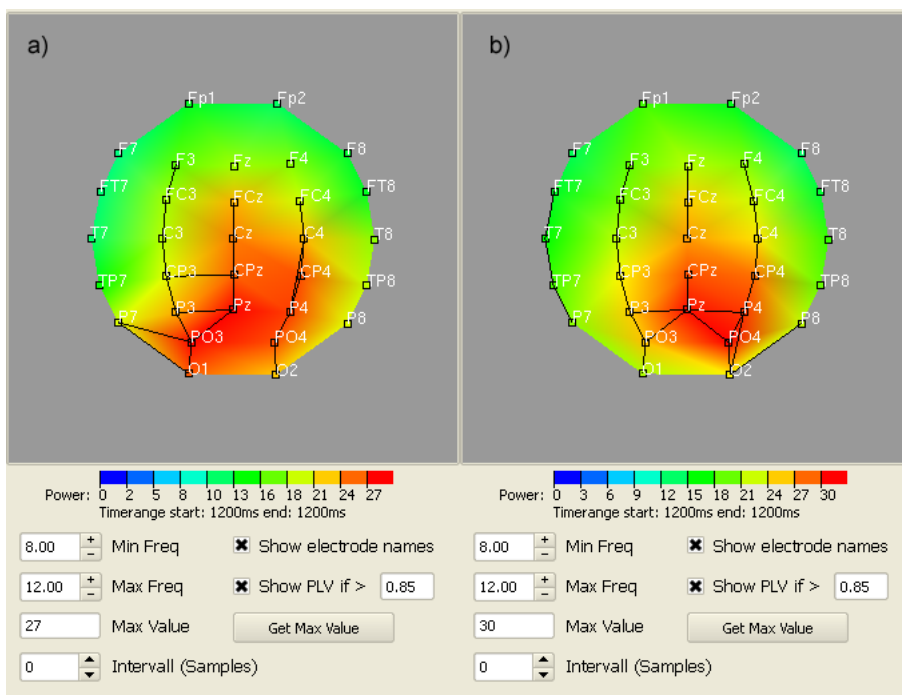 a)
Fp1 Fp2
F7 F3 Fz F4 F8
FT7 FC3 FCz FC4 FT8
T7 C3 Cz C4 T8
TP7 CP3 CPz CP4 TP8
P7 P3 Pz P4 P8
PO3 PO4
O1 O2
Power: 0 2 5 8 10 13 16 18 21 24 27
Timerange start: 1200ms end: 1200ms
8.00 + − Min Freq Show electrode names
12.00 + − Max Freq Show PLV if > 0.85
27 Max Value Get Max Value
0 Intervall (Samples)
b)
Fp1 Fp2
F7 F3 Fz F4 F8
FT7 FC3 FCz FC4 FT8
T7 C3 Cz C4 T8
TP7 CP3 CPz CP4 TP8
P7 P3 Pz P4 P8
PO3 PO4
O1 O2
Power: 0 3 6 9 12 15 18 21 24 27 30
Timerange start: 1200ms end: 1200ms
8.00 + − Min Freq Show electrode names
12.00 + − Max Freq Show PLV if > 0.85
30 Max Value Get Max Value
0 Intervall (Samples)